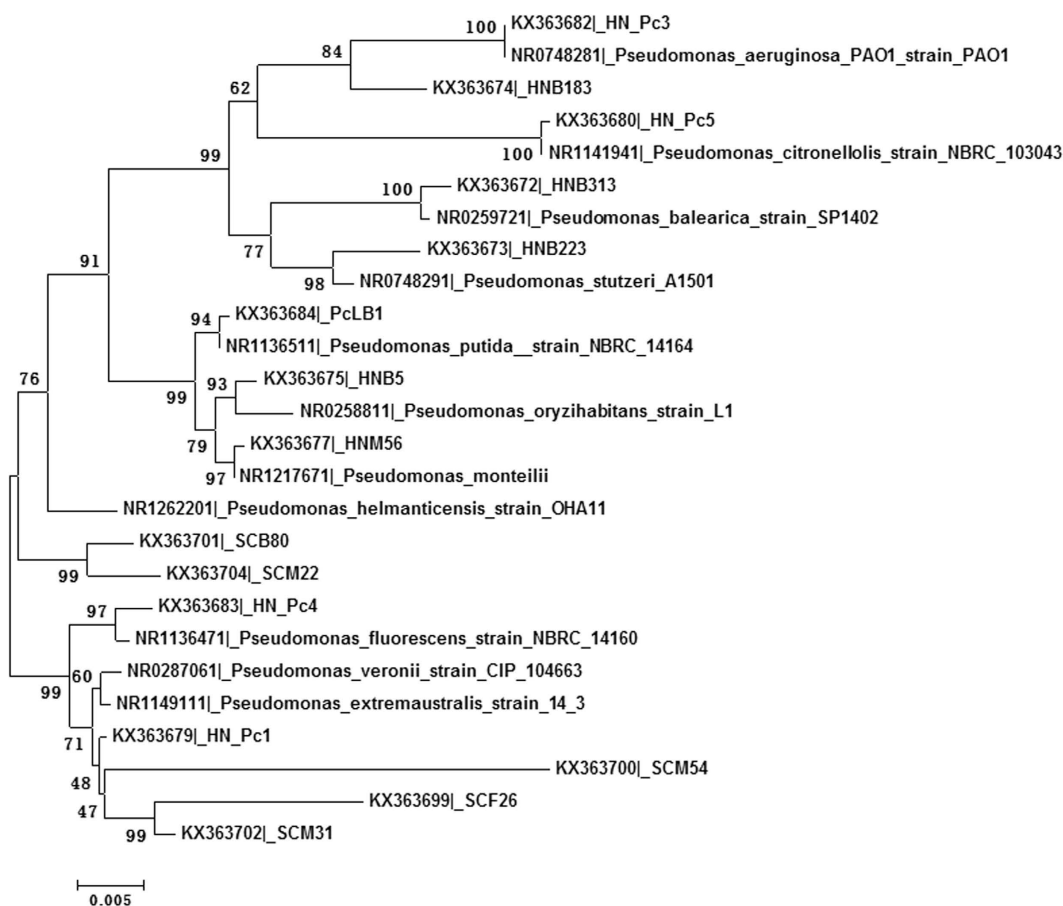 KX363682|_HN_Pc3
100
NR0748281|_Pseudomonas_aeruginosa_PAO1_strain_PAO1
84
KX363674|_HNB183
62
KX363680|_HN_Pc5
100
NR1141941|_Pseudomonas_citronellolis_strain_NBRC_103043
99
KX363672|_HNB313
100
NR0259721|_Pseudomonas_balearica_strain_SP1402
77
KX363673|_HNB223
98
NR0748291|_Pseudomonas_stutzeri_A1501
91
KX363684|_PcLB1
94
NR1136511|_Pseudomonas_putida__strain_NBRC_14164
99
KX363675|_HNB5
93
NR0258811|_Pseudomonas_oryzihabitans_strain_L1
79
KX363677|_HNM56
97
NR1217671|_Pseudomonas_monteilii
76
NR1262201|_Pseudomonas_helmanticensis_strain_OHA11
KX363701|_SCB80
99
KX363704|_SCM22
KX363683|_HN_Pc4
97
NR1136471|_Pseudomonas_fluorescens_strain_NBRC_14160
99
60
NR0287061|_Pseudomonas_veronii_strain_CIP_104663
NR1149111|_Pseudomonas_extremaustralis_strain_14_3
71
KX363679|_HN_Pc1
48
KX363700|_SCM54
47
KX363699|_SCF26
99
KX363702|_SCM31
0.005